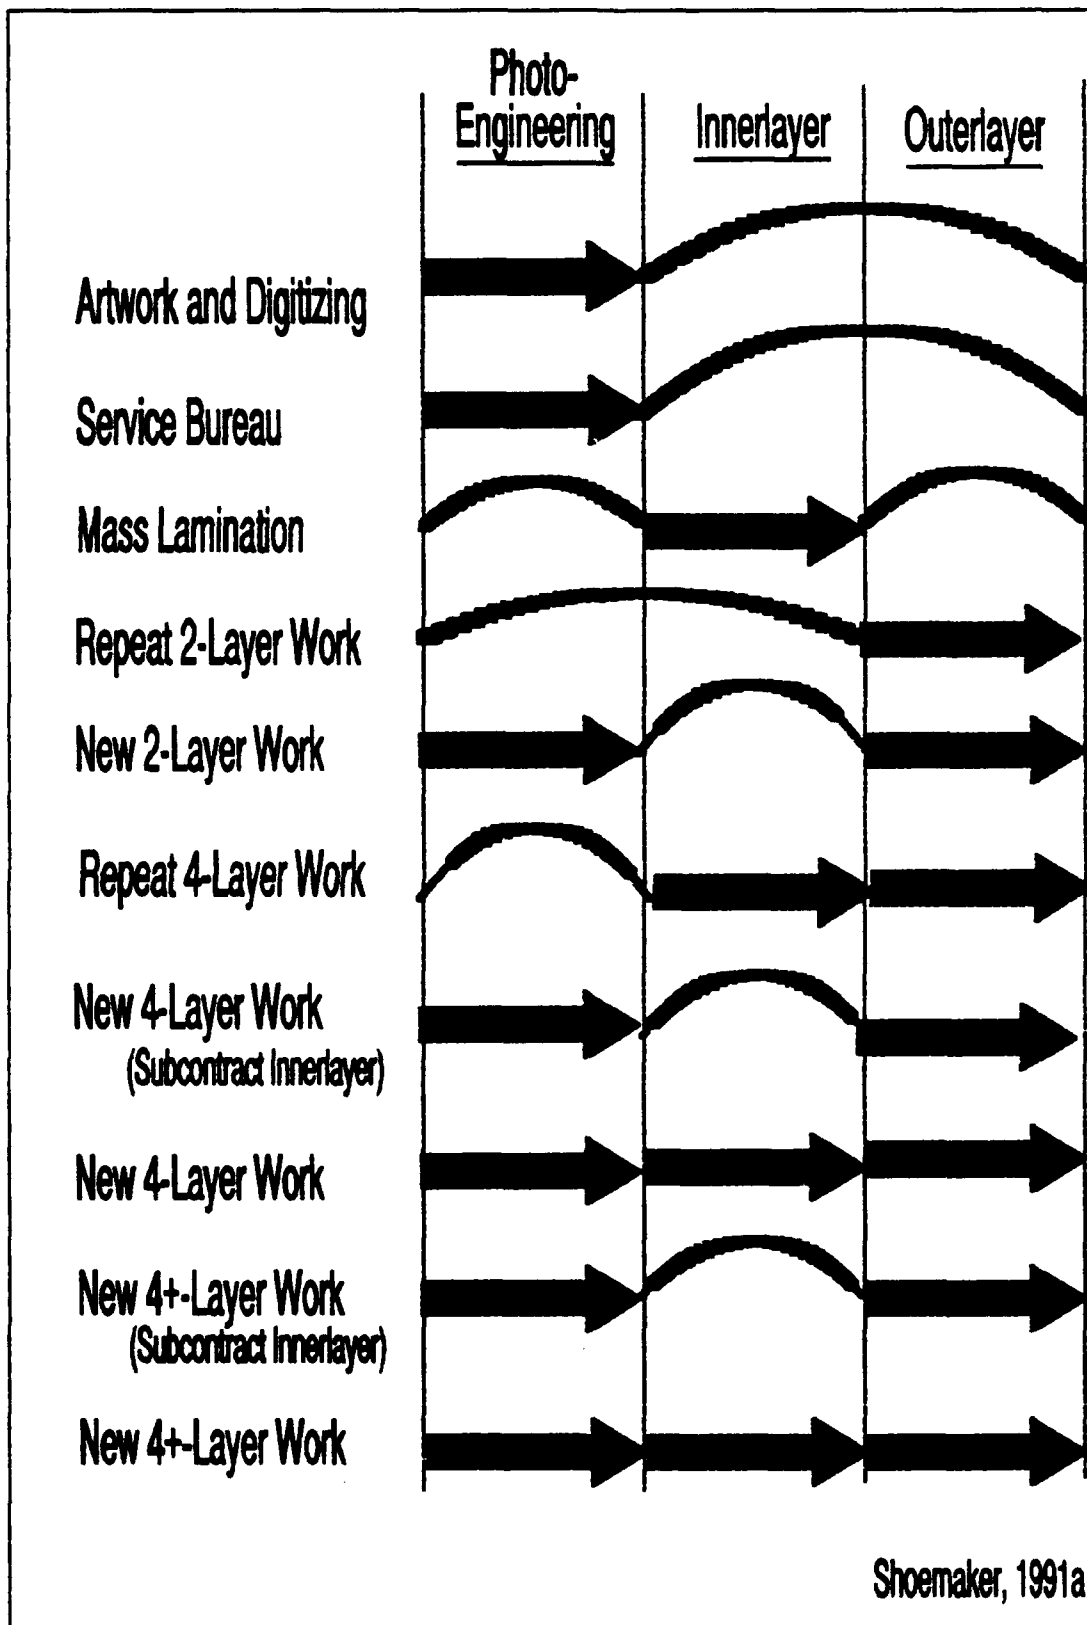 Photo-
Engineering
Innerlayer
Outerlayer
Artwork and Digitizing
Service Bureau
Mass Lamination
Repeat 2-Layer Work
New 2-Layer Work
Repeat 4-Layer Work
New 4-Layer Work
(Subcontract Innerlayer)
New 4-Layer Work
New 4+-Layer Work
(Subcontract Innerlayer)
New 4+-Layer Work
Shoemaker, 1991a